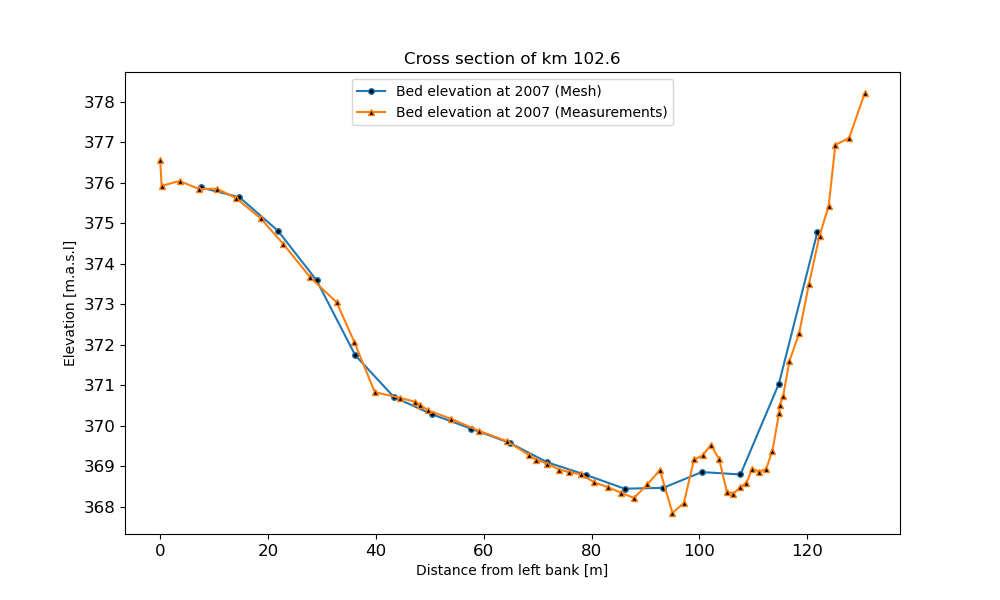 Cross section of km 102.6
Bed elevation at 2007 (Mesh)
Bed elevation at 2007 (Measurements)
378
377
376
375
374
373
372
371
370
369
368
Elevation [m.a.s.l]
0 20 40 60 80 100 120
Distance from left bank [m]